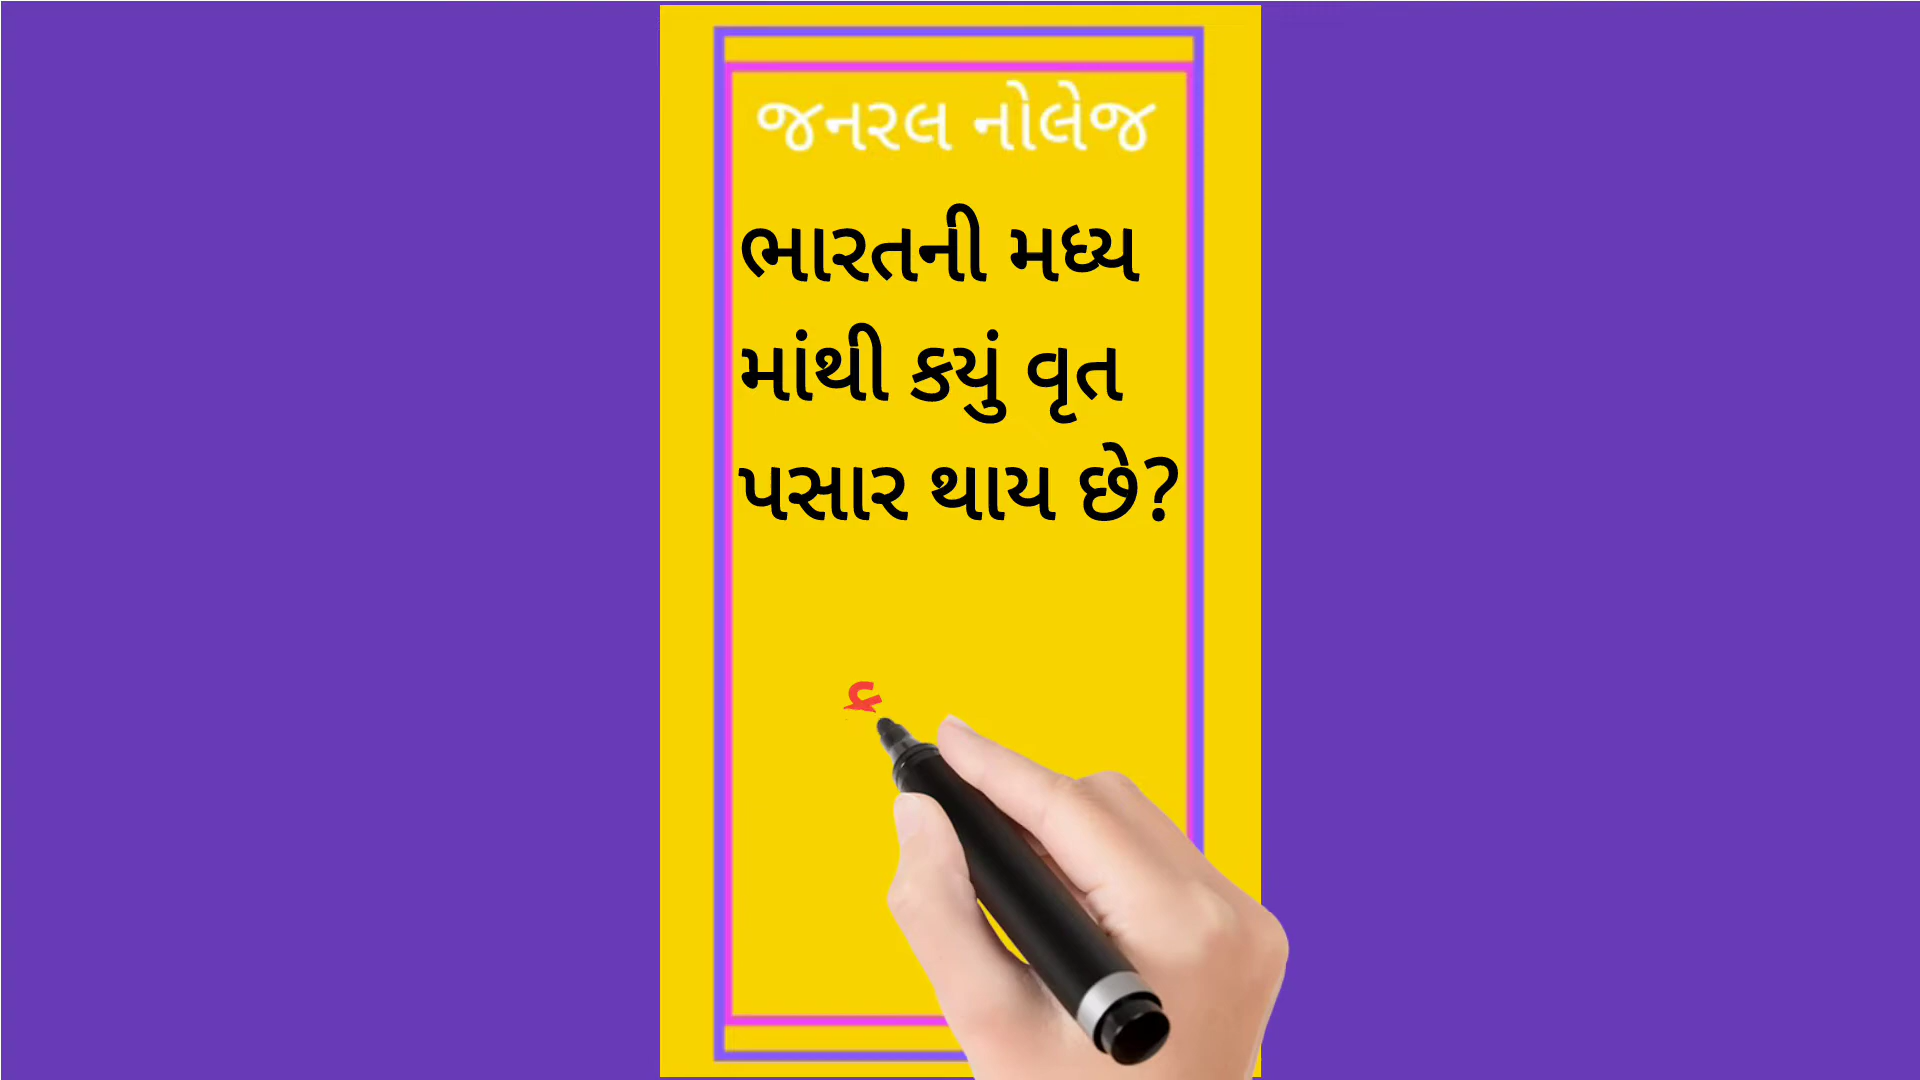 જનરલ નોલેજ
ભારતની મધ્ય
માંથી કયું વૃત
પસાર થાય છે?